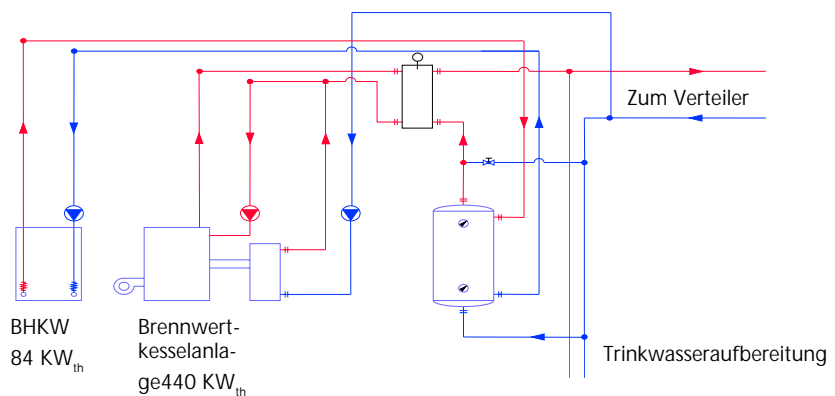 Zum Verteiler
BHKW
84 KWth
Brennwert-
kesselanla-
ge440 KWth
Trinkwasseraufbereitung